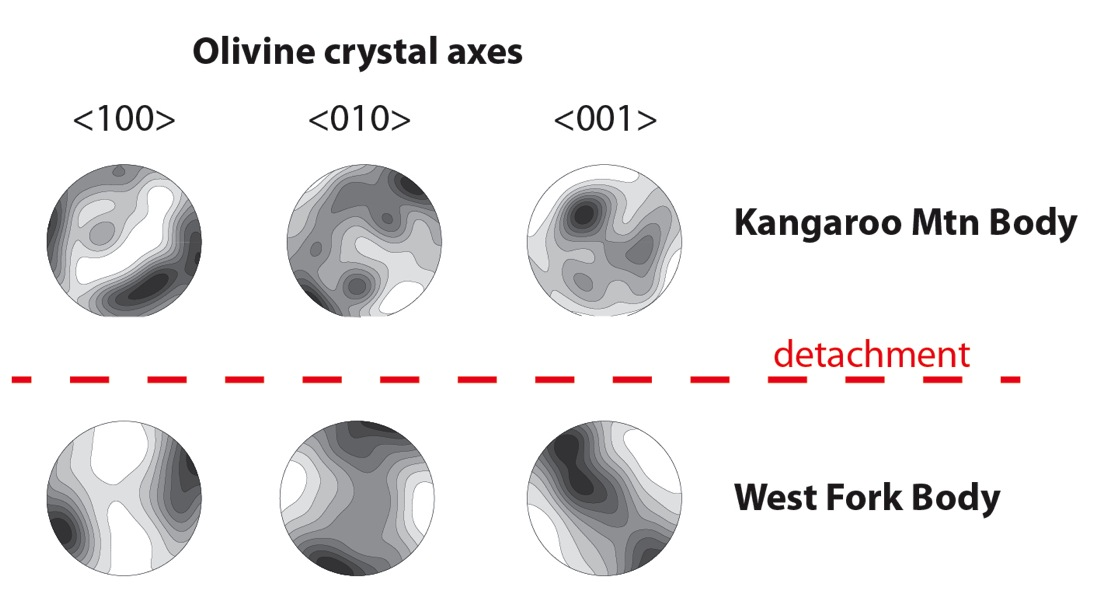 Olivine crystal axes
<100> <010> <001>
Kangaroo Mtn Body
detachment
West Fork Body